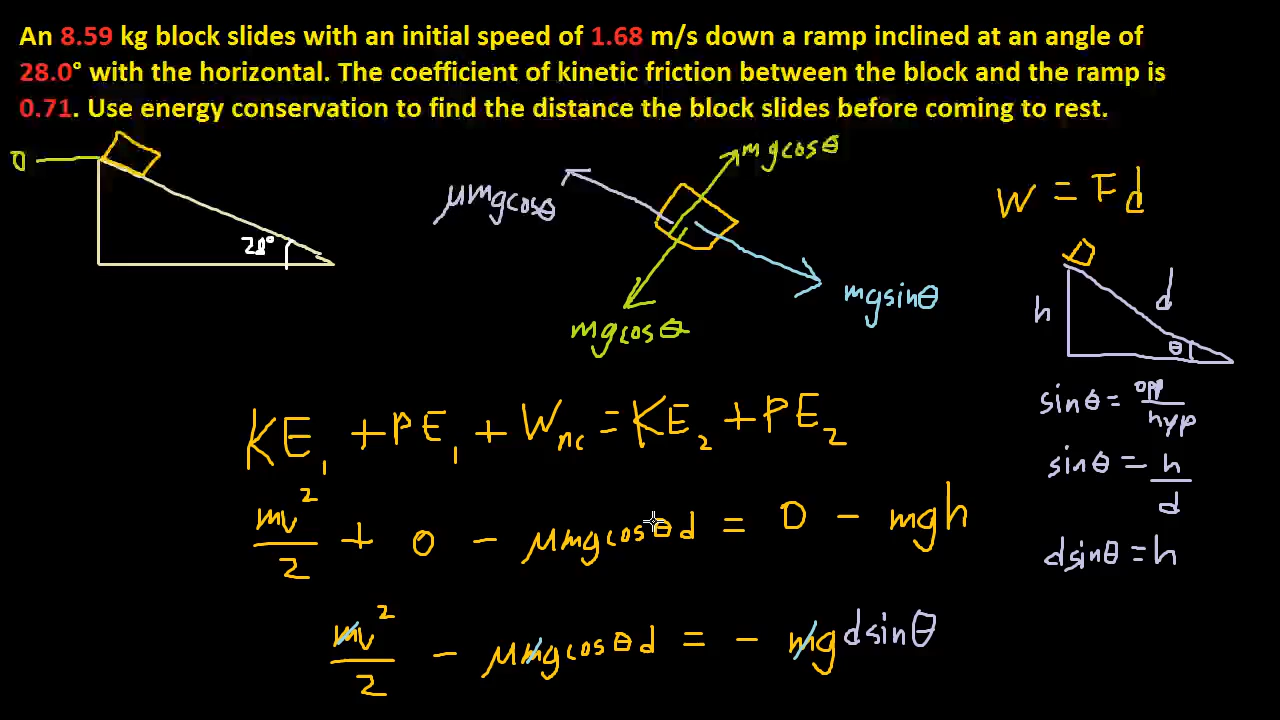 An 8.59 kg block slides with an initial speed of 1.68 m/s down a ramp inclined at an angle of
28.0° with the horizontal. The coefficient of kinetic friction between the block and the ramp is
0.71. Use energy conservation to find the distance the block slides before coming to rest.
0
28°
μmgcosθ
mgcosθ
mgsinθ
mgcosθ
W = Fd
h
d
θ
sinθ = opp/hyp
sinθ = h/d
dsinθ = h
KE₁ + PE₁ + Wnc = KE₂ + PE₂
mv²/2 + 0 - μmgcosθd = 0 - mgh
mv²/2 - μmgcosθd = - mgdsinθ